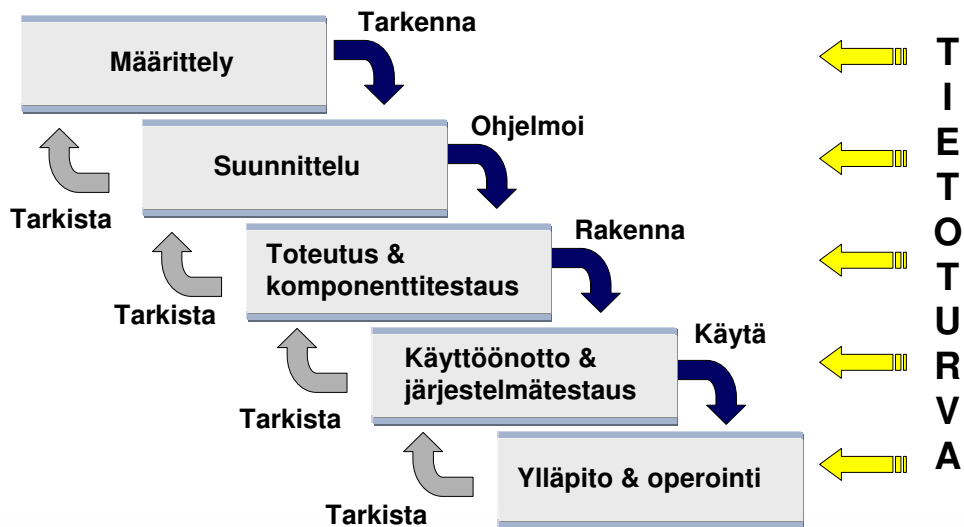 Tarkenna
Määrittely
Ohjelmoi
Suunnittelu
Tarkista
Rakenna
Toteutus &
komponenttitestaus
Tarkista
Käytä
Käyttöönotto &
järjestelmätestaus
Tarkista
Ylläpito & operointi
Tarkista
T
I
E
T
O
T
U
R
V
A